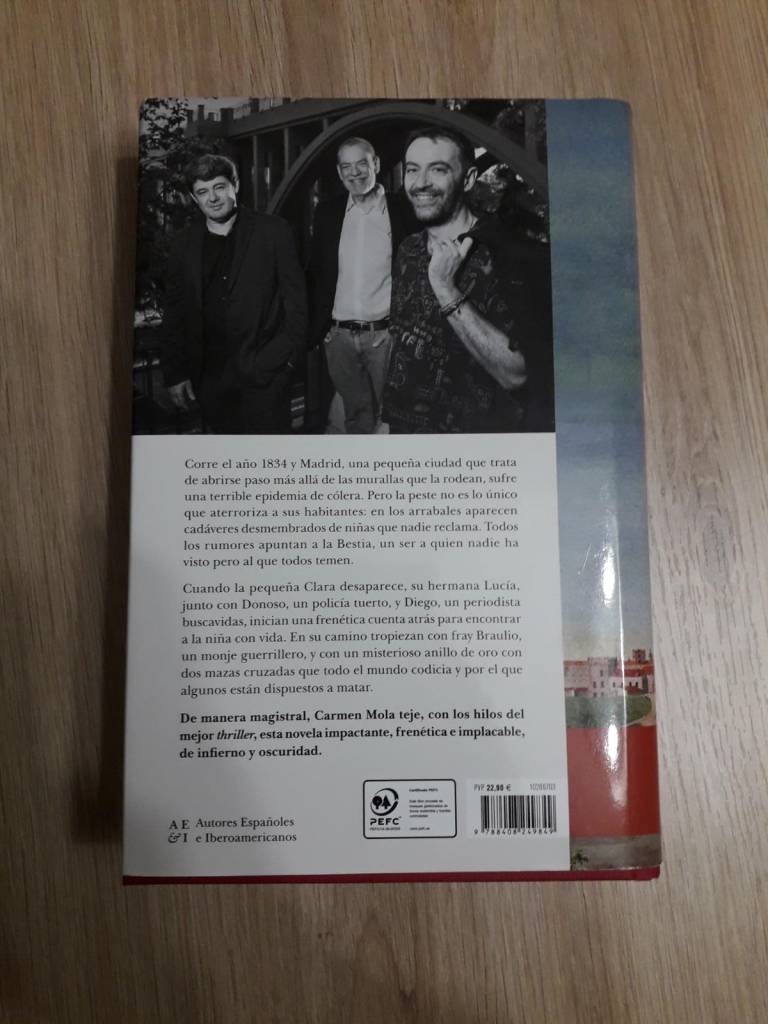 Corre el año 1834 y Madrid, una pequeña ciudad que trata
de abrirse paso más allá de las murallas que la rodean, sufre
una terrible epidemia de cólera. Pero la peste no es lo único
que aterroriza a sus habitantes: en los arrabales aparecen
cadáveres desmembrados de niñas que nadie reclama. Todos
los rumores apuntan a la Bestia, un ser a quien nadie ha
visto pero al que todos temen.
Cuando la pequeña Clara desaparece, su hermana Lucía,
junto con Donoso, un policía tuerto, y Diego, un periodista
buscavidas, inician una frenética cuenta atrás para encontrar
a la niña con vida. En su camino tropiezan con fray Braulio,
un monje guerrillero, y con un misterioso anillo de oro con
dos mazas cruzadas que todo el mundo codicia y por el que
algunos están dispuestos a matar.
De manera magistral, Carmen Mola teje, con los hilos del
mejor thriller, esta novela impactante, frenética e implacable,
de infierno y oscuridad.
A E
& I
Autores Españoles
e Iberoamericanos
PEFC
Certificado PEFC
PVP 22,90 €
9 788408 249849